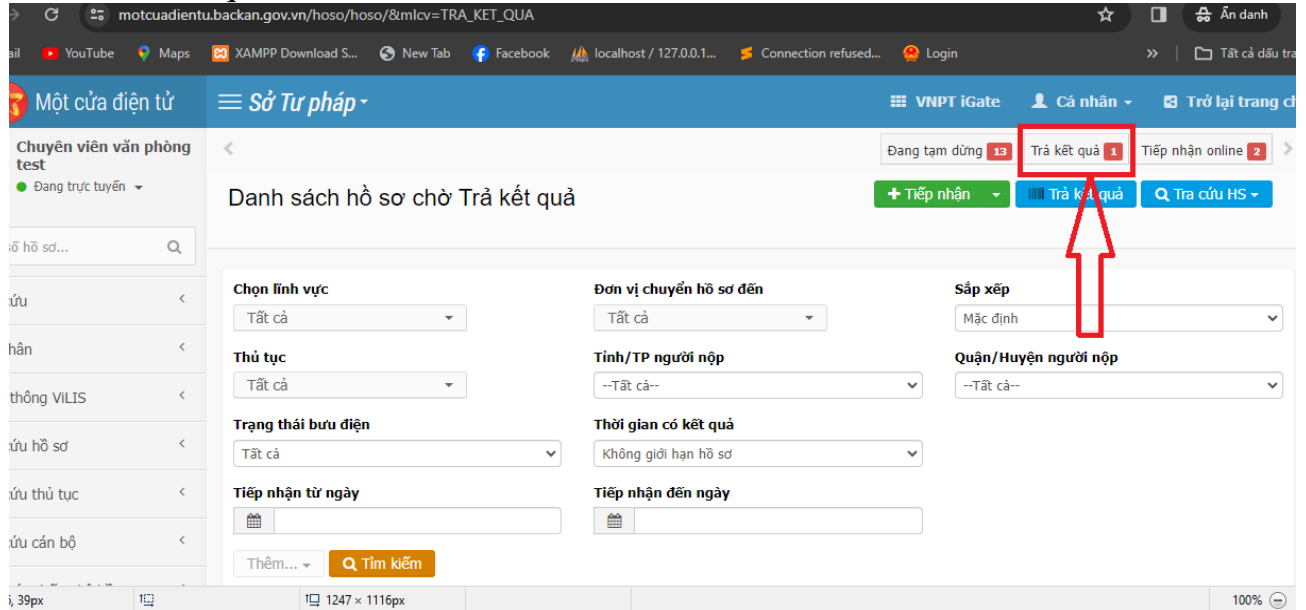 motcuadientu.backan.gov.vn/hoso/hoso/&mlcv=TRA_KET_QUA Ẩn danh
ail YouTube Maps XAMPP Download S... New Tab Facebook localhost / 127.0.0.1... Connection refused... Login » Tất cả dấu tra
Một cửa điện tử Sở Tư pháp VNPT iGate Cá nhân Trở lại trang ch
Chuyên viên văn phòng test
Đang trực tuyến
Đang tạm dừng 13 Trả kết quả 1 Tiếp nhận online 2
Danh sách hồ sơ chờ Trả kết quả
Tiếp nhận Trả kết quả Tra cứu HS
số hồ sơ...
Chọn lĩnh vực Đơn vị chuyển hồ sơ đến Sắp xếp
Tất cả Tất cả Mặc định
Thủ tục Tỉnh/TP người nộp Quận/Huyện người nộp
Tất cả --Tất cả-- --Tất cả--
thông ViLIS
Trạng thái bưu điện Thời gian có kết quả
Tất cả Không giới hạn hồ sơ
cứu hồ sơ
Tiếp nhận từ ngày Tiếp nhận đến ngày
cứu thủ tục
cứu cán bộ
Thêm... Tìm kiếm
, 39px 1247 × 1116px 100%